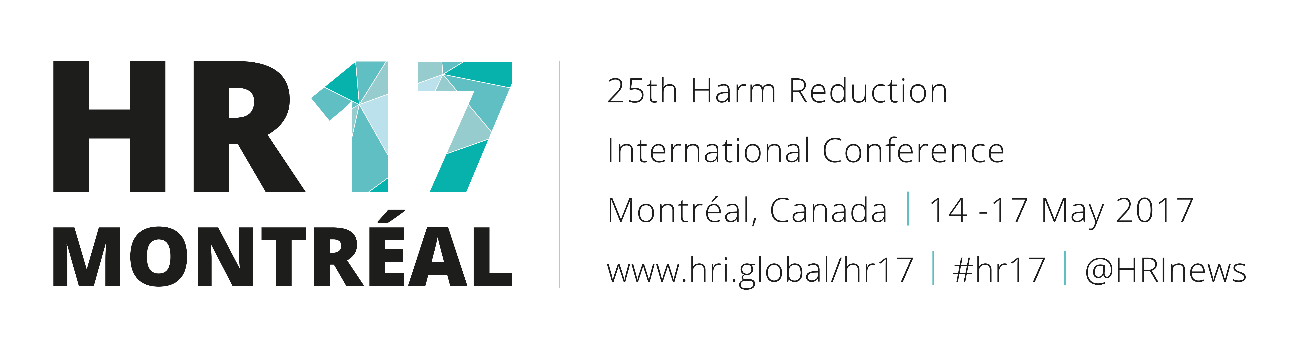 HR17
MONTRÉAL
25th Harm Reduction
International Conference
Montréal, Canada | 14 -17 May 2017
www.hri.global/hr17 | #hr17 | @HRInews